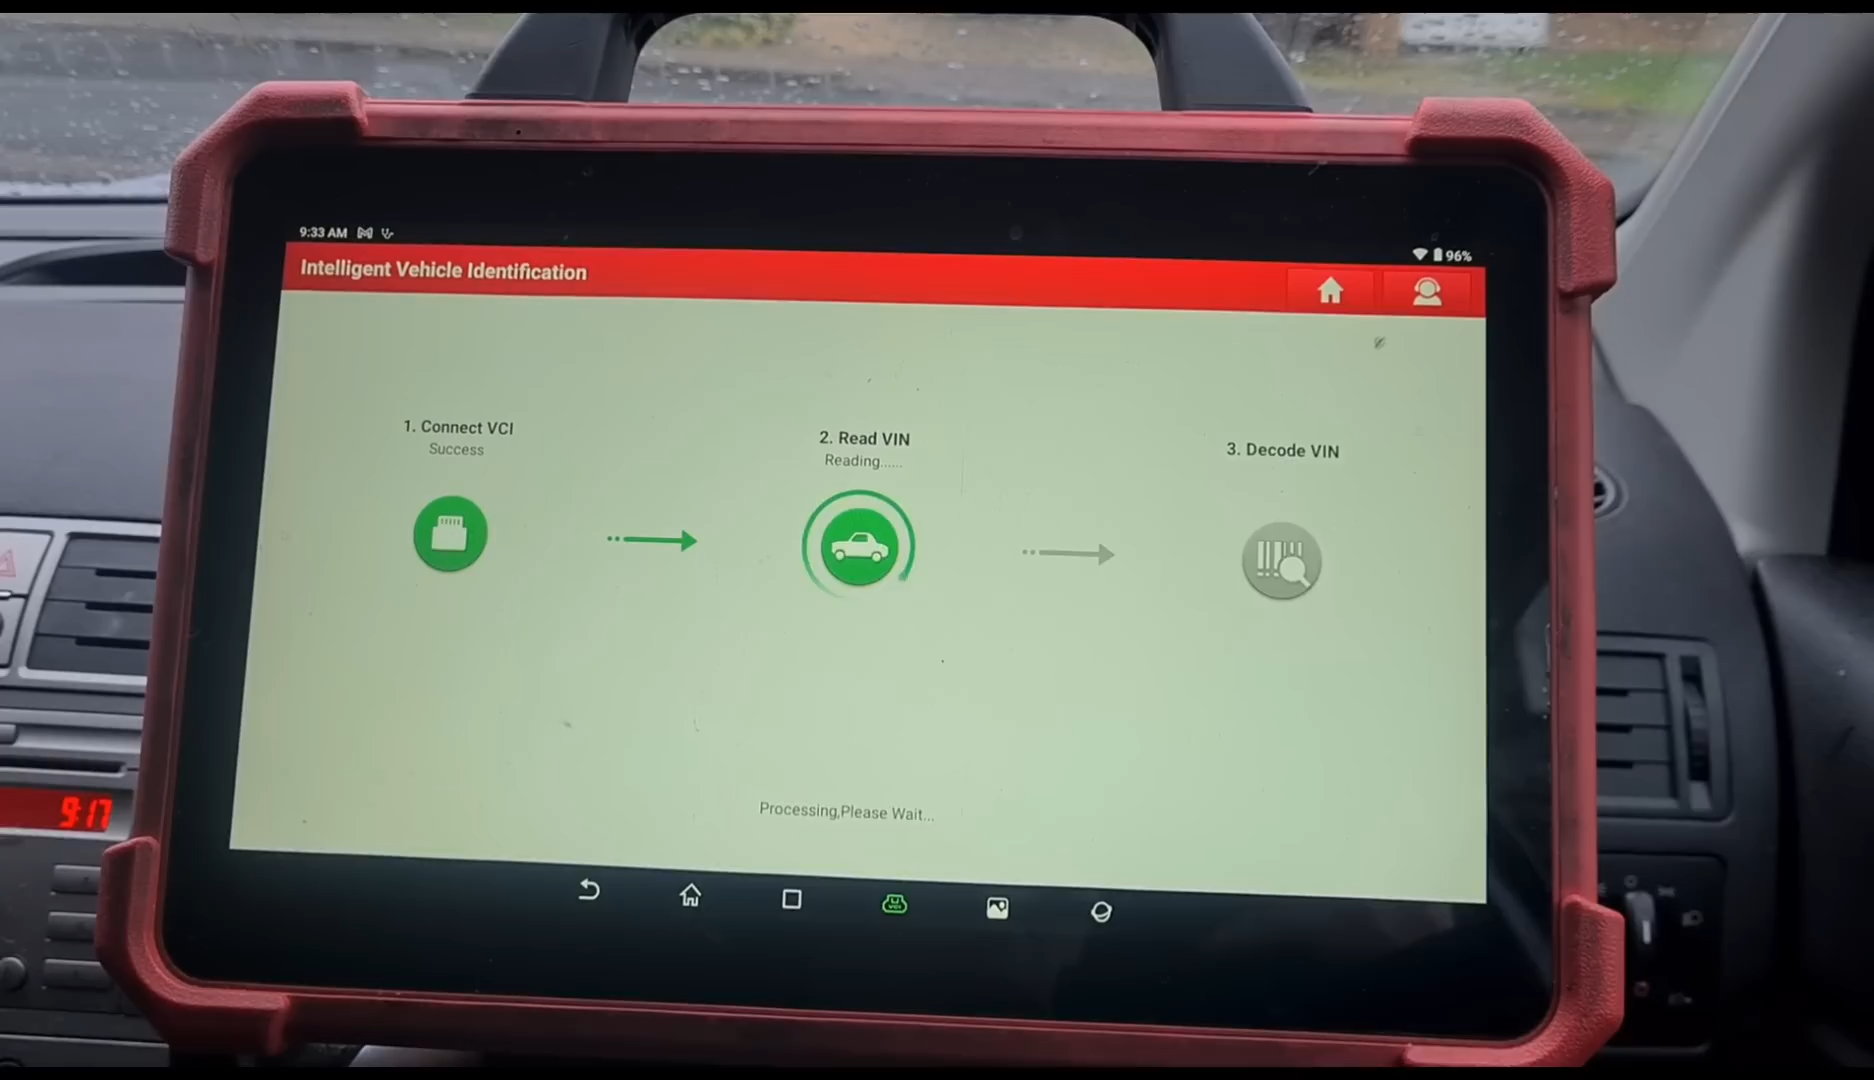 9:33 AM
96%
Intelligent Vehicle Identification
1. Connect VCI
Success
2. Read VIN
Reading......
3. Decode VIN
Processing,Please Wait...
9:17
VCI